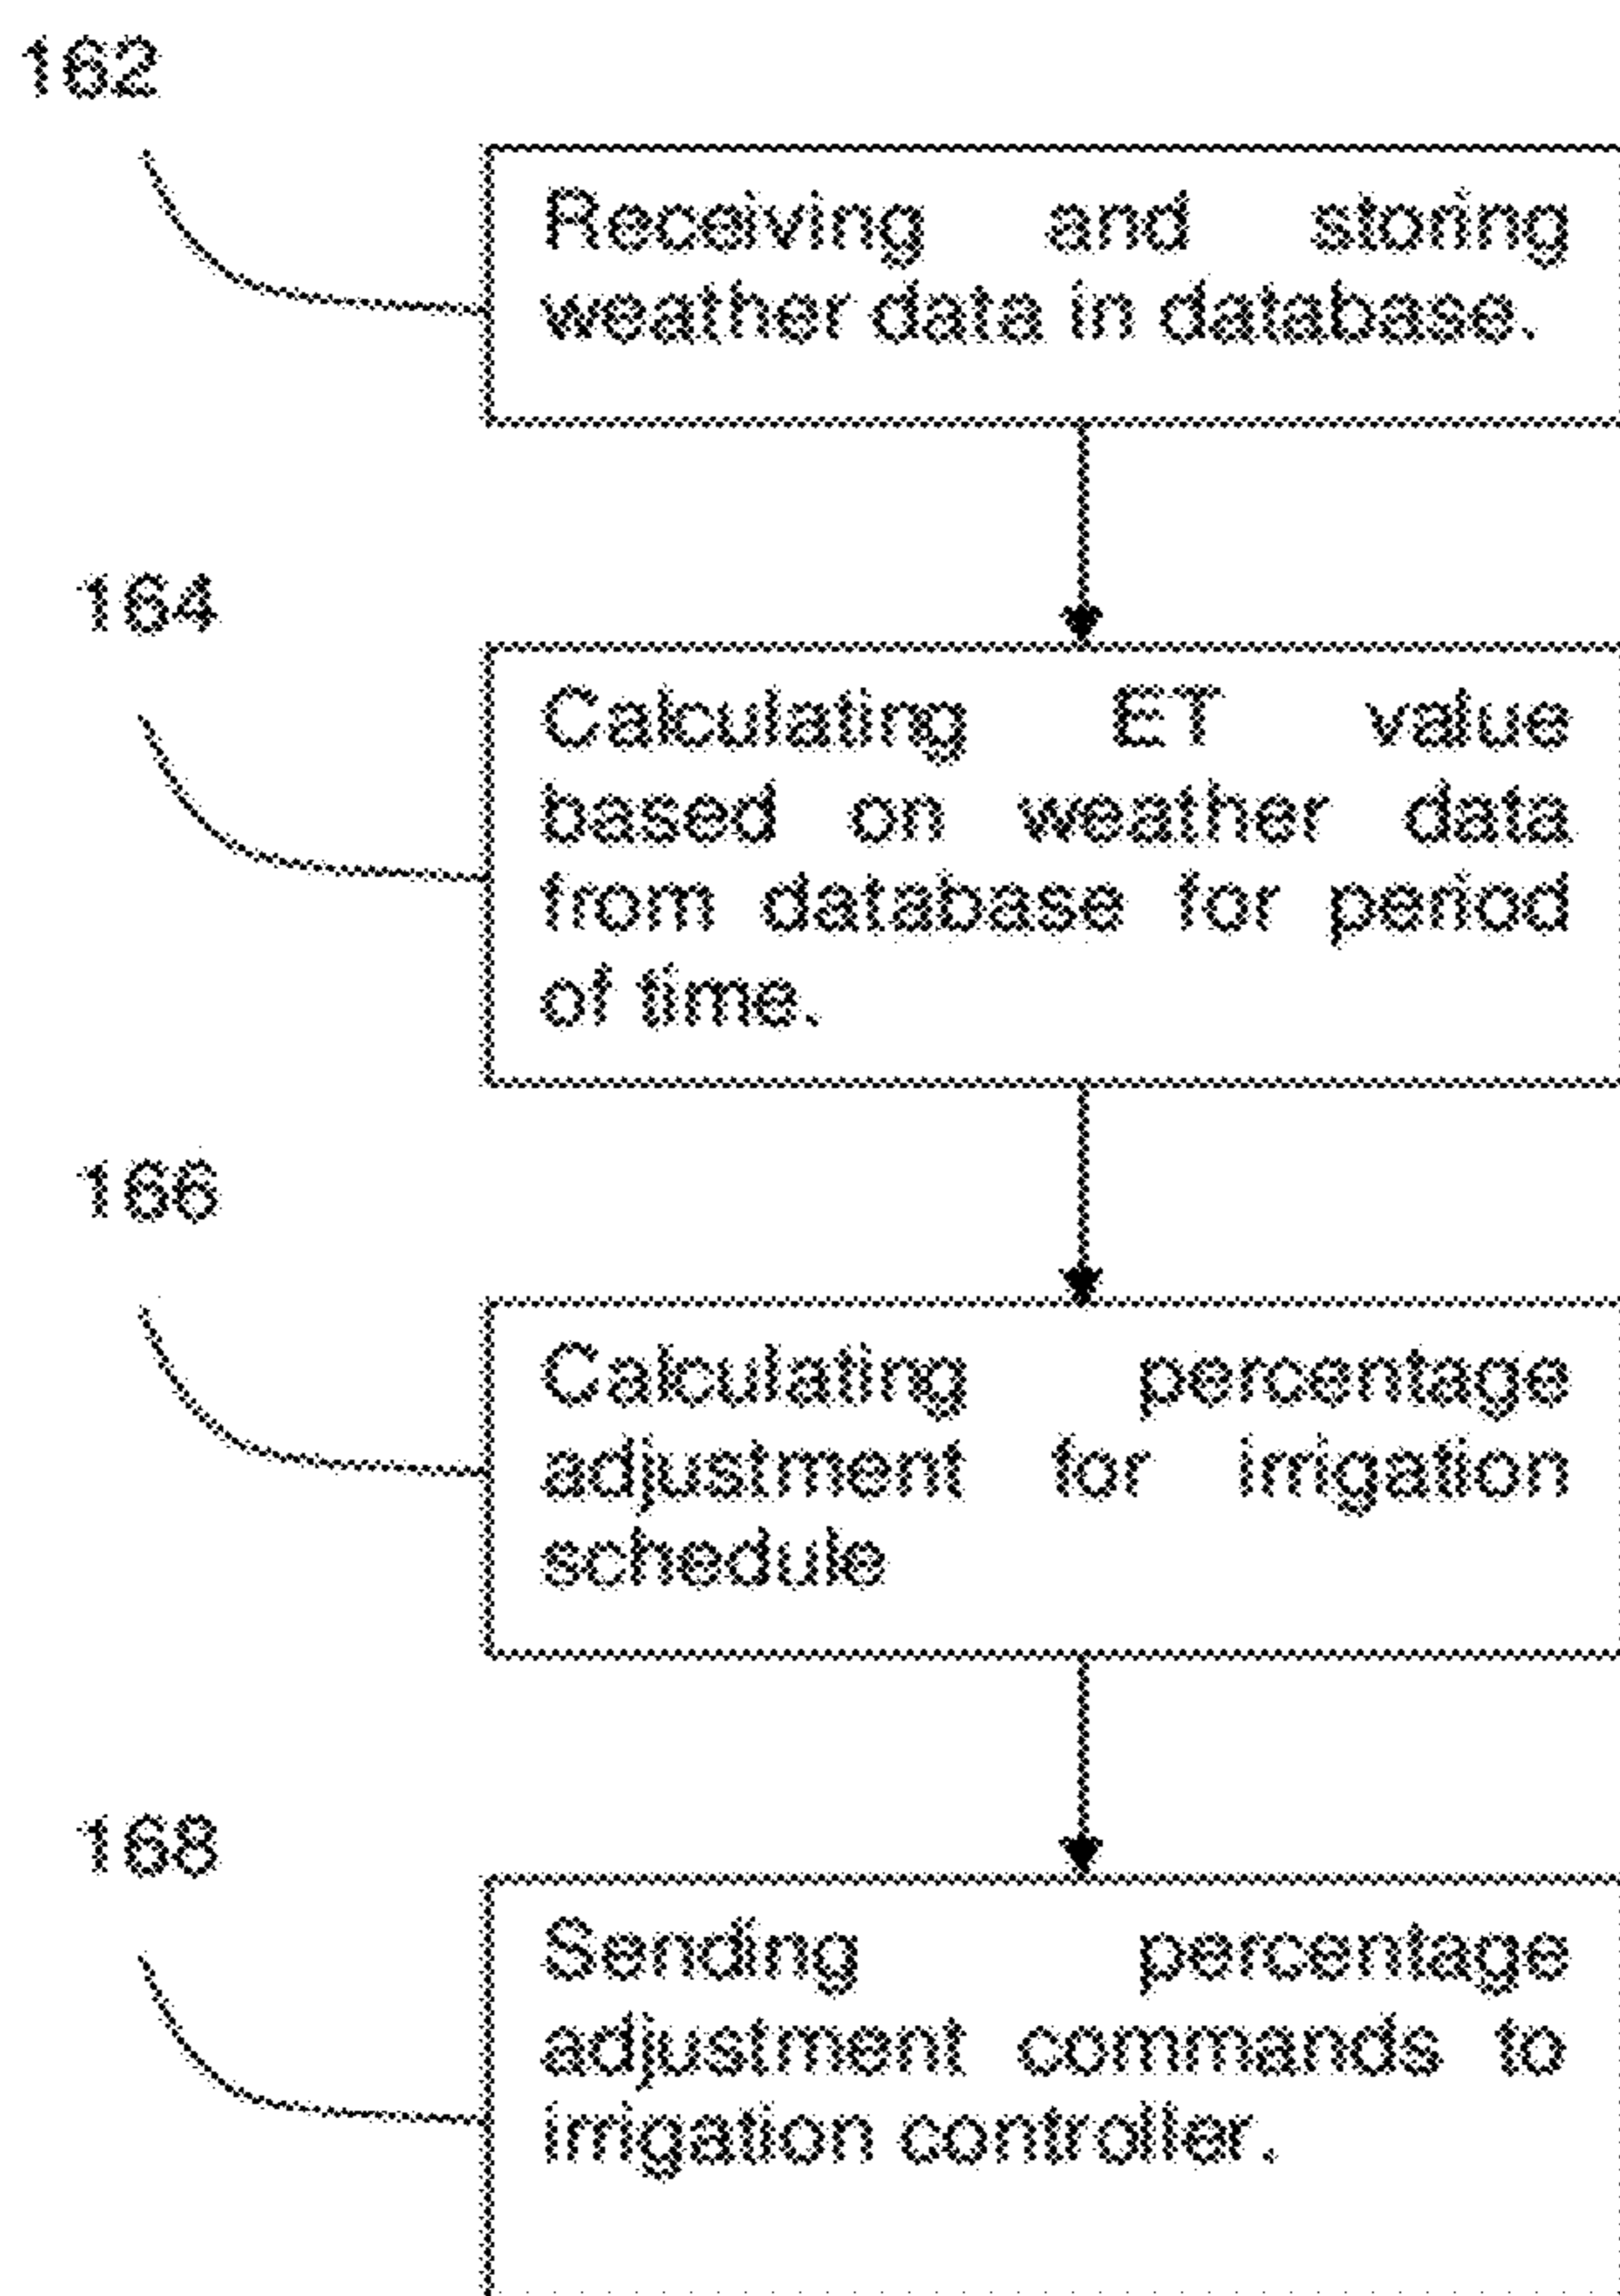 162
Receiving and storing
weather data in database.
164
Calculating ET value
based on weather data
from database for period
of time.
166
Calculating percentage
adjustment for irrigation
schedule
168
Sending percentage
adjustment commands to
irrigation controller.